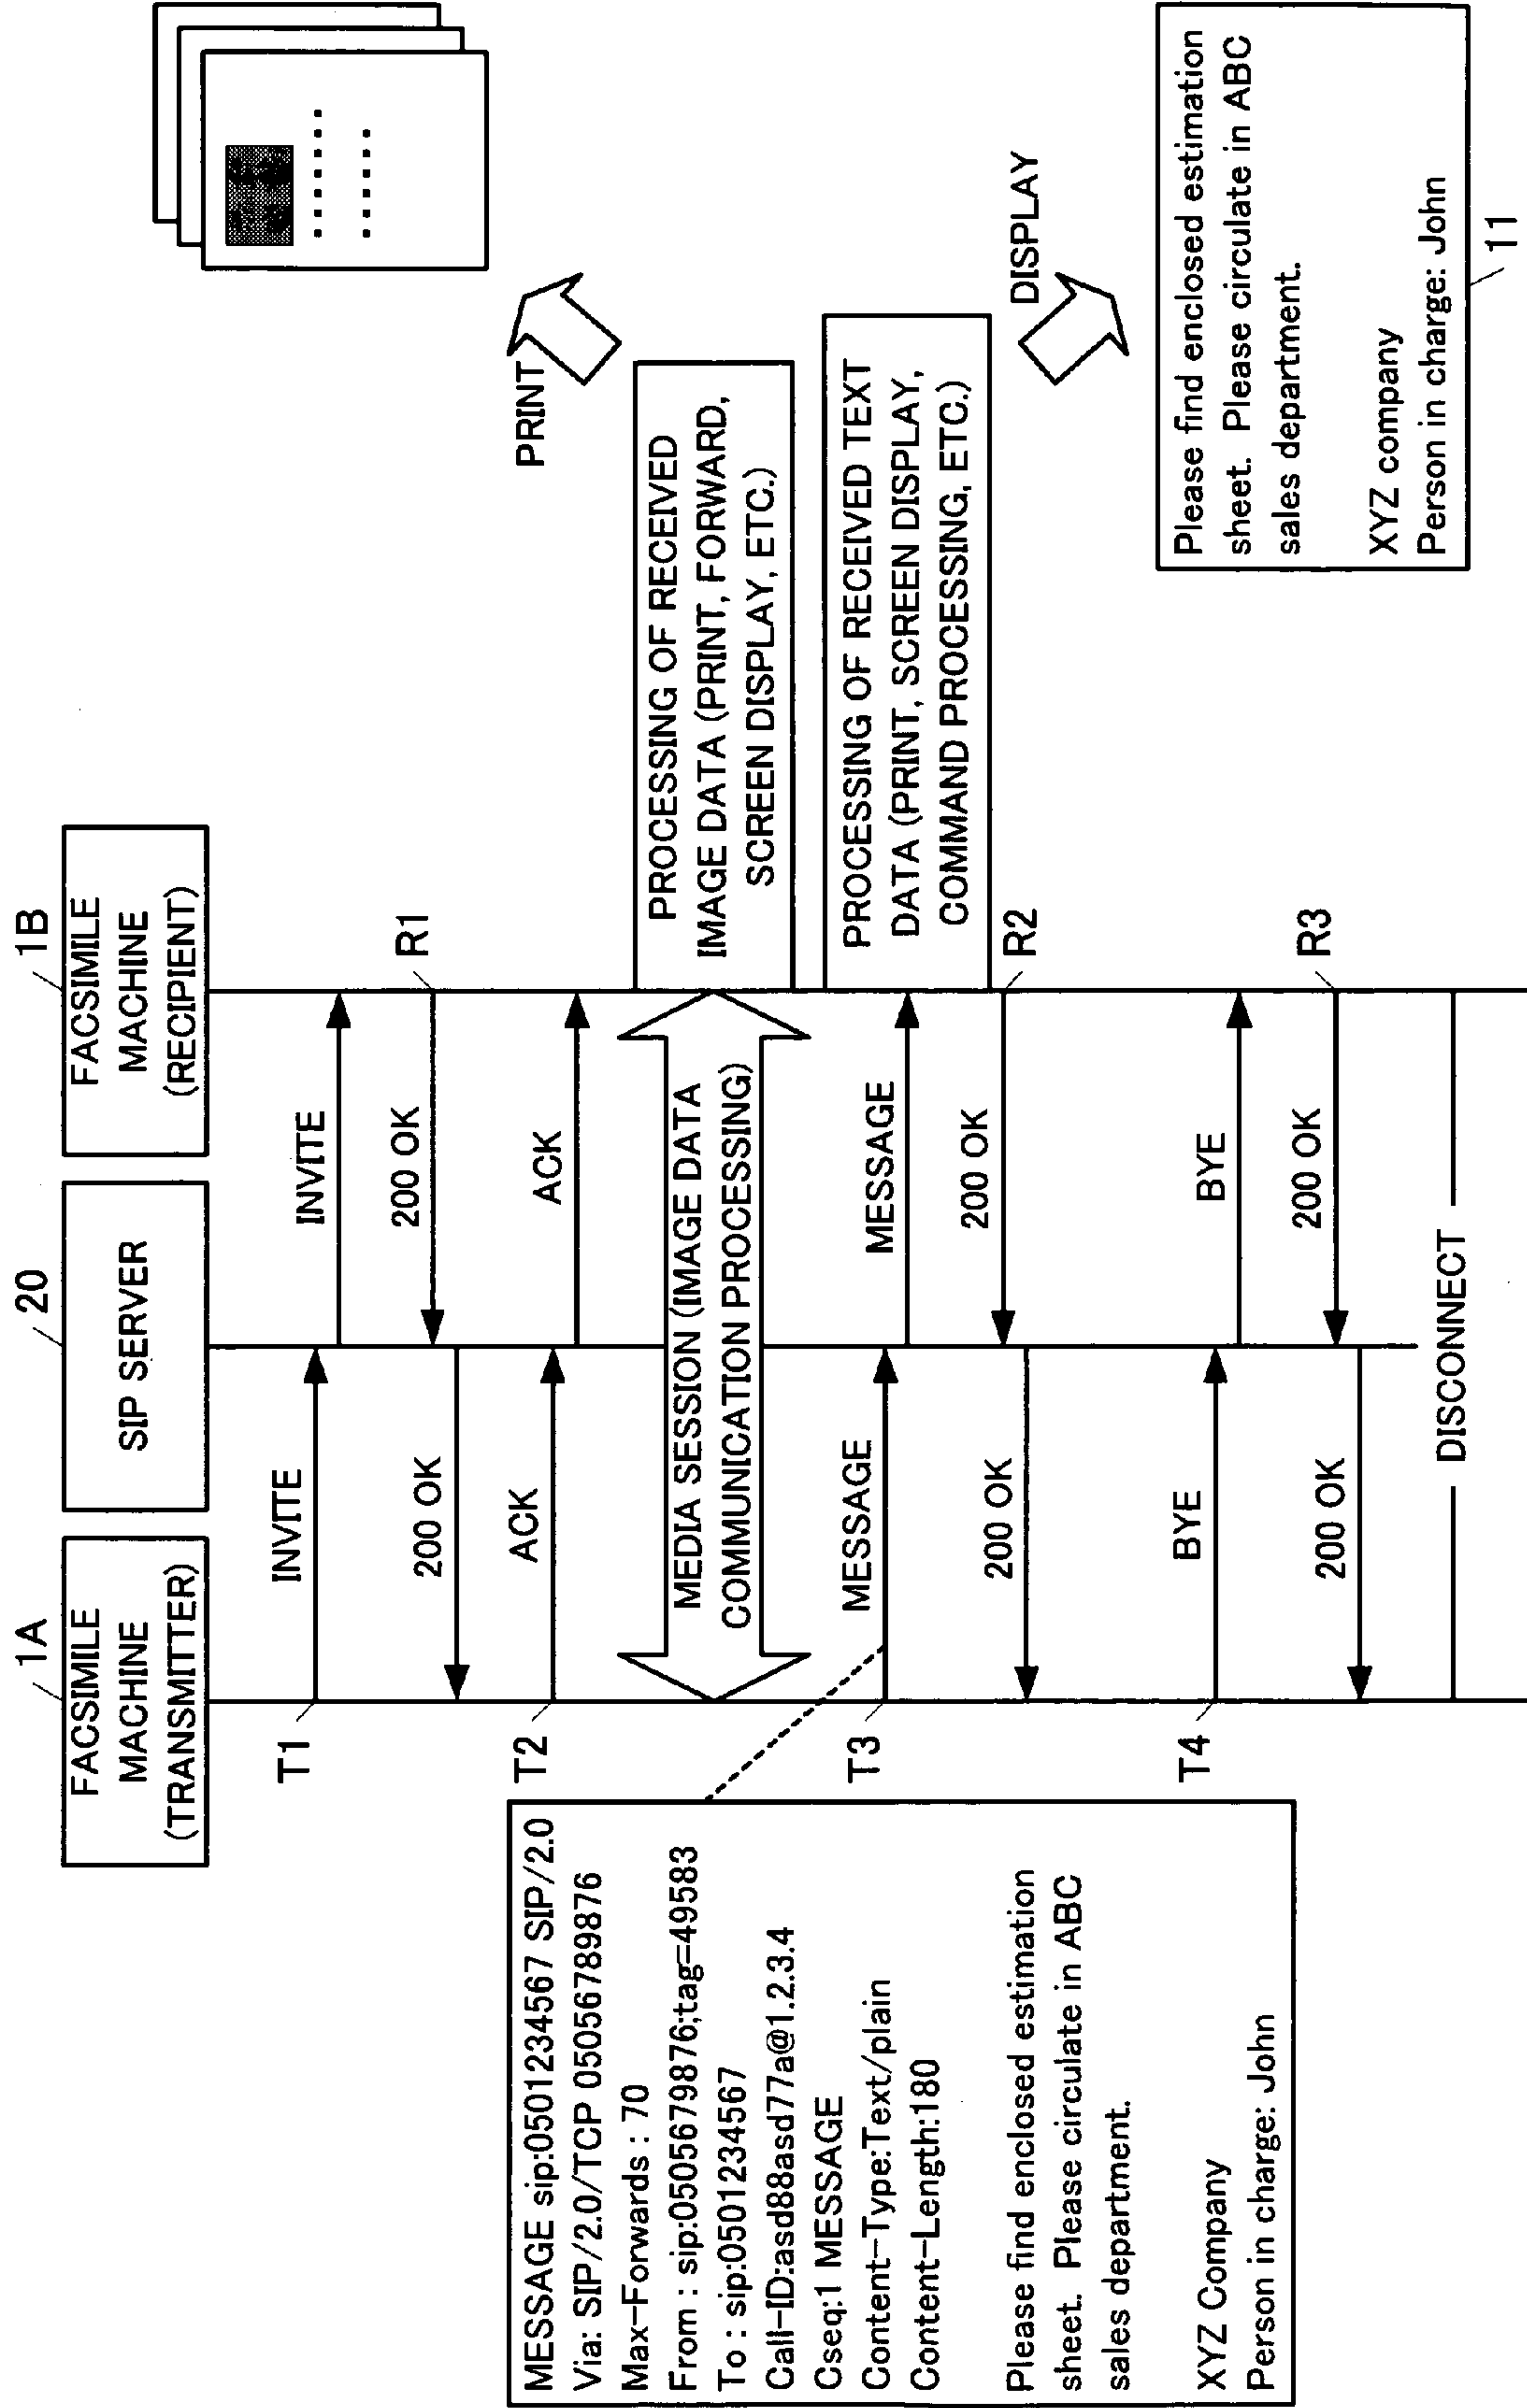 1A
FACSIMILE
MACHINE
(TRANSMITTER)
20
SIP SERVER
1B
FACSIMILE
MACHINE
(RECIPIENT)
T1
INVITE
INVITE
200 OK
R1
200 OK
T2
ACK
ACK
MEDIA SESSION (IMAGE DATA
COMMUNICATION PROCESSING)
PROCESSING OF RECEIVED
IMAGE DATA (PRINT, FORWARD,
SCREEN DISPLAY, ETC.)
PRINT
T3
MESSAGE
MESSAGE
PROCESSING OF RECEIVED TEXT
DATA (PRINT, SCREEN DISPLAY,
COMMAND PROCESSING, ETC.)
DISPLAY
200 OK
R2
200 OK
T4
BYE
BYE
200 OK
R3
200 OK
DISCONNECT
MESSAGE sip:0501234567 SIP/2.0
Via: SIP/2.0/TCP 05056789876
Max-Forwards : 70
From : sip:0505679876;tag=49583
To : sip:0501234567
Call-ID:asd88asd77a@1.2.3.4
Cseq:1 MESSAGE
Content-Type:Text/plain
Content-Length:180
Please find enclosed estimation
sheet. Please circulate in ABC
sales department.
XYZ Company
Person in charge: John
Please find enclosed estimation
sheet. Please circulate in ABC
sales department.
XYZ company
Person in charge: John
11